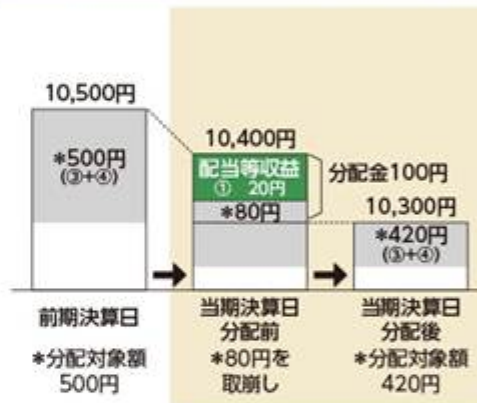 10,500円
*500円
(③+④)
前期決算日
*分配対象額
500円
10,400円
配当等収益
① 20円
*80円
分配金100円
当期決算日
分配前
*80円を
取崩し
10,300円
*420円
(③+④)
当期決算日
分配後
*分配対象額
420円